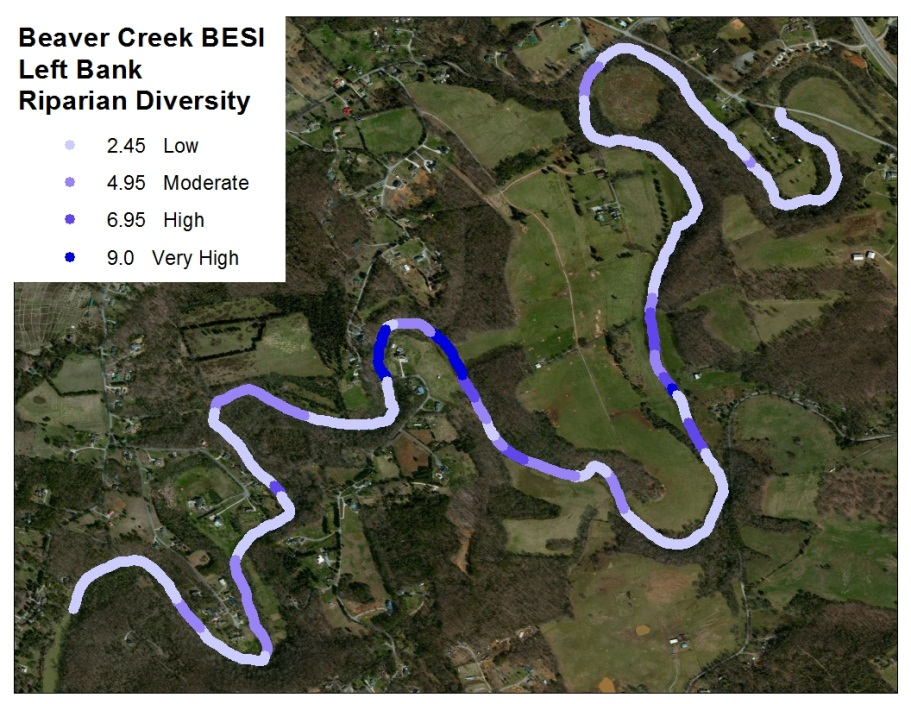 Beaver Creek BESI
Left Bank
Riparian Diversity
2.45 Low
4.95 Moderate
6.95 High
9.0 Very High